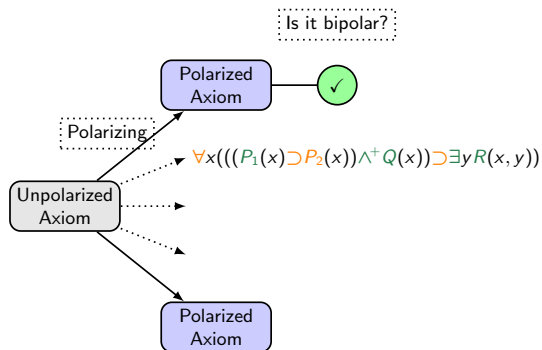 Is it bipolar?
Polarized
Axiom
✓
Polarizing
∀x(((P₁(x)⊃P₂(x))∧⁺Q(x))⊃∃yR(x, y))
Unpolarized
Axiom
Polarized
Axiom